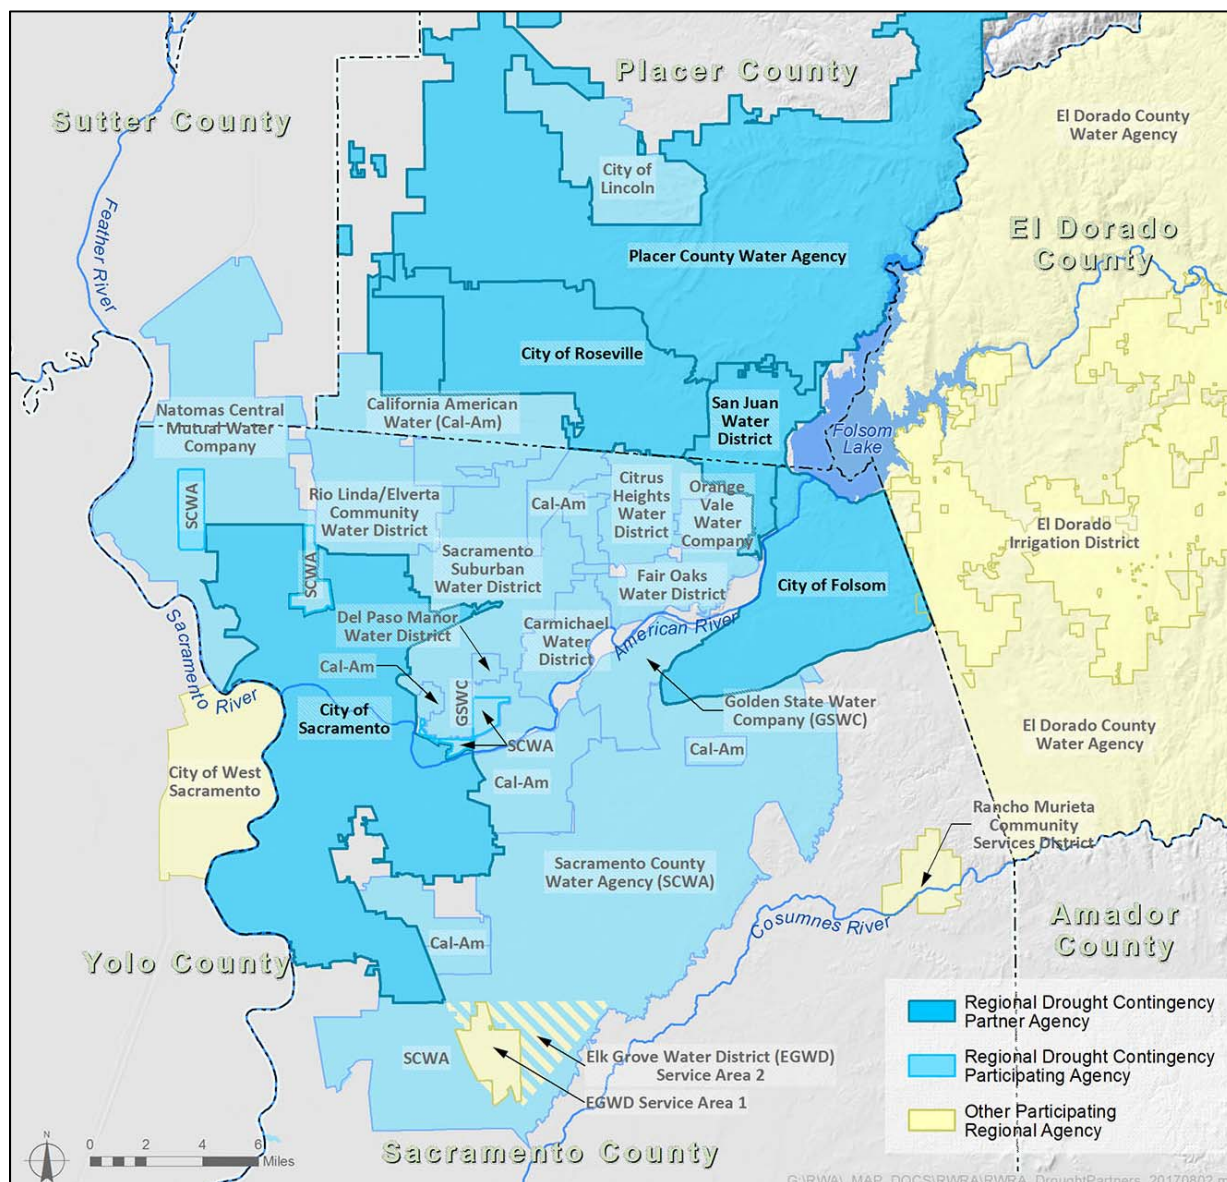 Placer County
Sutter County
El Dorado County
Water Agency
City of
Lincoln
Feather River
El Dorado
County
Placer County Water Agency
City of Roseville
San Juan
Water
District
California American
Water (Cal-Am)
Natomas Central
Mutual Water
Company
Folsom
Lake
SCWA
Rio Linda/Elverta
Community
Water District
Cal-Am
Citrus
Heights
Water
District
Orange
Vale
Water
Company
El Dorado
Irrigation District
SCWA
Sacramento
Suburban
Water District
Fair Oaks
Water District
City of Folsom
Del Paso Manor
Water District
Carmichael
Water
District
American River
Sacramento
River
Cal-Am
GSWC
Golden State Water
Company (GSWC)
City of
Sacramento
SCWA
Cal-Am
El Dorado County
Water Agency
City of West
Sacramento
Cal-Am
Rancho Murieta
Community
Services District
Sacramento County
Water Agency (SCWA)
Cosumnes River
Amador
County
Cal-Am
Yolo County
Regional Drought Contingency
Partner Agency
Regional Drought Contingency
Participating Agency
Other Participating
Regional Agency
SCWA
Elk Grove Water District (EGWD)
Service Area 2
EGWD Service Area 1
Sacramento County
N
0 2 4 6
Miles
G:\RWA\_MAP_DOCS\RWRA\RWRA_DroughtPartners_20170802